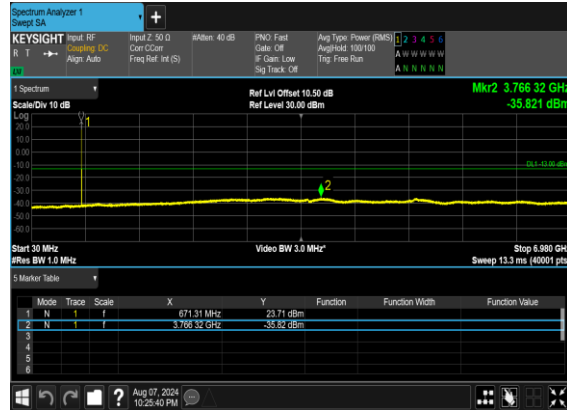 Spectrum Analyzer 1
Swept SA
+
KEYSIGHT Input: RF Input Z: 50 Ω #Atten: 40 dB PNO: Fast Avg Type: Power (RMS) 1 2 3 4 5 6
R T Coupling: DC Corr CCorr Gate: Off Avg|Hold: 100/100 A W W W W W
Align: Auto Freq Ref: Int (S) IF Gain: Low Trig: Free Run
Sig Track: Off A N N N N N
1 Spectrum Ref Lvl Offset 10.50 dB Mkr2 3.766 32 GHz
Scale/Div 10 dB Ref Level 30.00 dBm -35.821 dBm
Log
1
20.0
10.0
0.00
-10.0 DL1 -13.00 dBm
-20.0
-30.0 2
-40.0
-50.0
-60.0
Start 30 MHz Video BW 3.0 MHz* Stop 6.980 GHz
#Res BW 1.0 MHz Sweep 13.3 ms (40001 pts)
5 Marker Table
Mode Trace Scale X Y Function Function Width Function Value
1 N 1 f 671.31 MHz 23.71 dBm
2 N 1 f 3.766 32 GHz -35.82 dBm
3
4
5
6
? Aug 07, 2024
10:25:40 PM